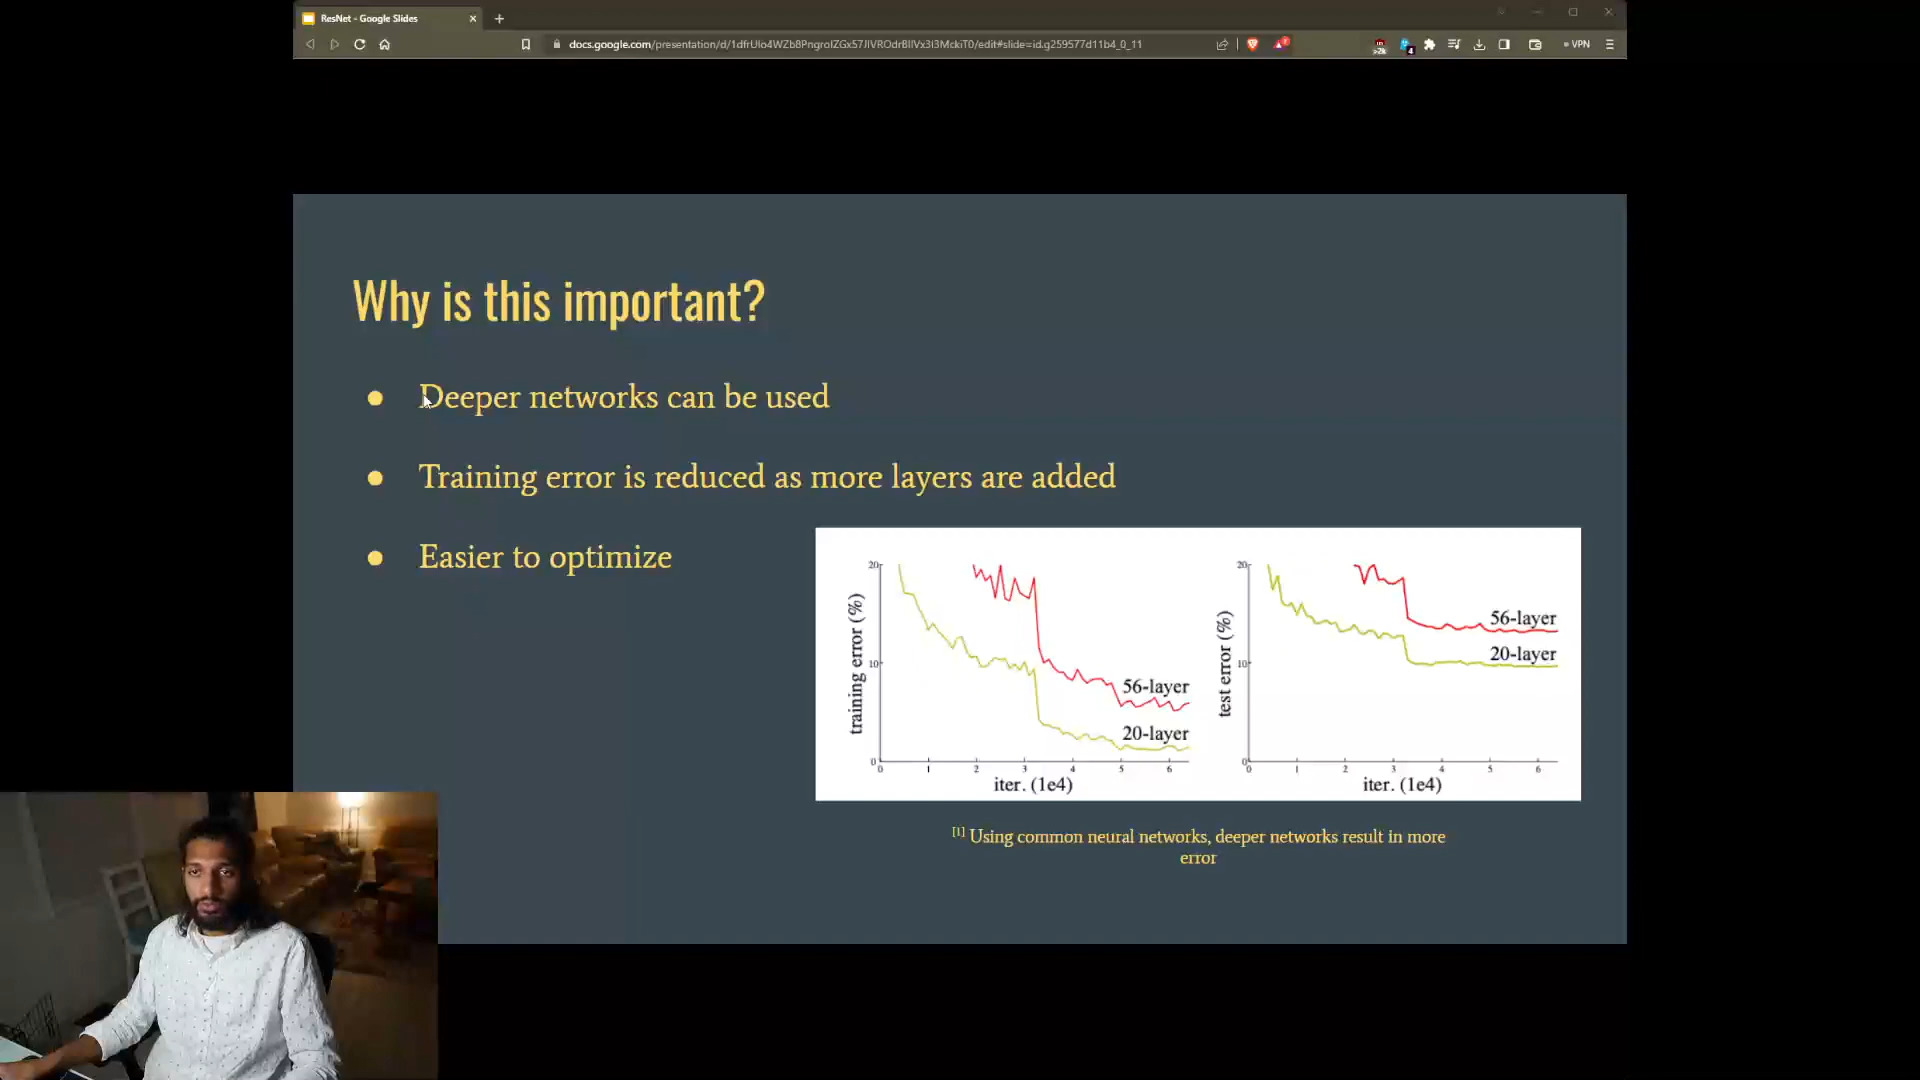 ResNet - Google Slides
docs.google.com/presentation/d/1dfrUlo4WZb8PngrolZGx57JlVROdrBllVx3i3MckiT0/edit#slide=id.g259577d11b4_0_11
VPN
Why is this important?
● Deeper networks can be used
● Training error is reduced as more layers are added
● Easier to optimize
20
10
0
training error (%)
56-layer
20-layer
0 1 2 3 4 5 6
iter. (1e4)
20
10
0
test error (%)
56-layer
20-layer
0 1 2 3 4 5 6
iter. (1e4)
[1] Using common neural networks, deeper networks result in more
error